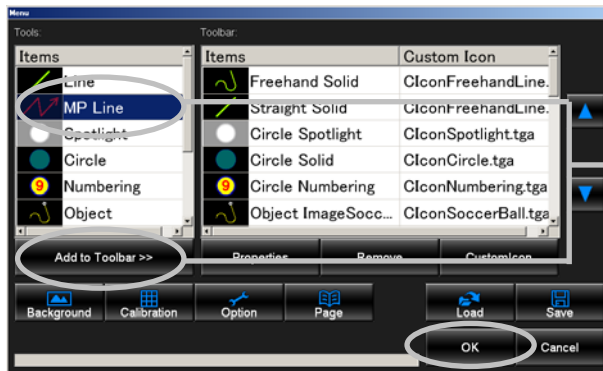 Menu
Tools: Toolbar:
Items Items Custom Icon
Line Freehand Solid CIconFreehandLine.
MP Line Straight Solid CIconFreehandLine.
Spotlight Circle Spotlight CIconSpotlight.tga
Circle Circle Solid CIconCircle.tga
9 Numbering 9 Circle Numbering CIconNumbering.tga
Object Object ImageSocc... CIconSoccerBall.tga
Add to Toolbar >> Properties Remove CustomIcon
Background Calibration Option Page Load Save
OK Cancel